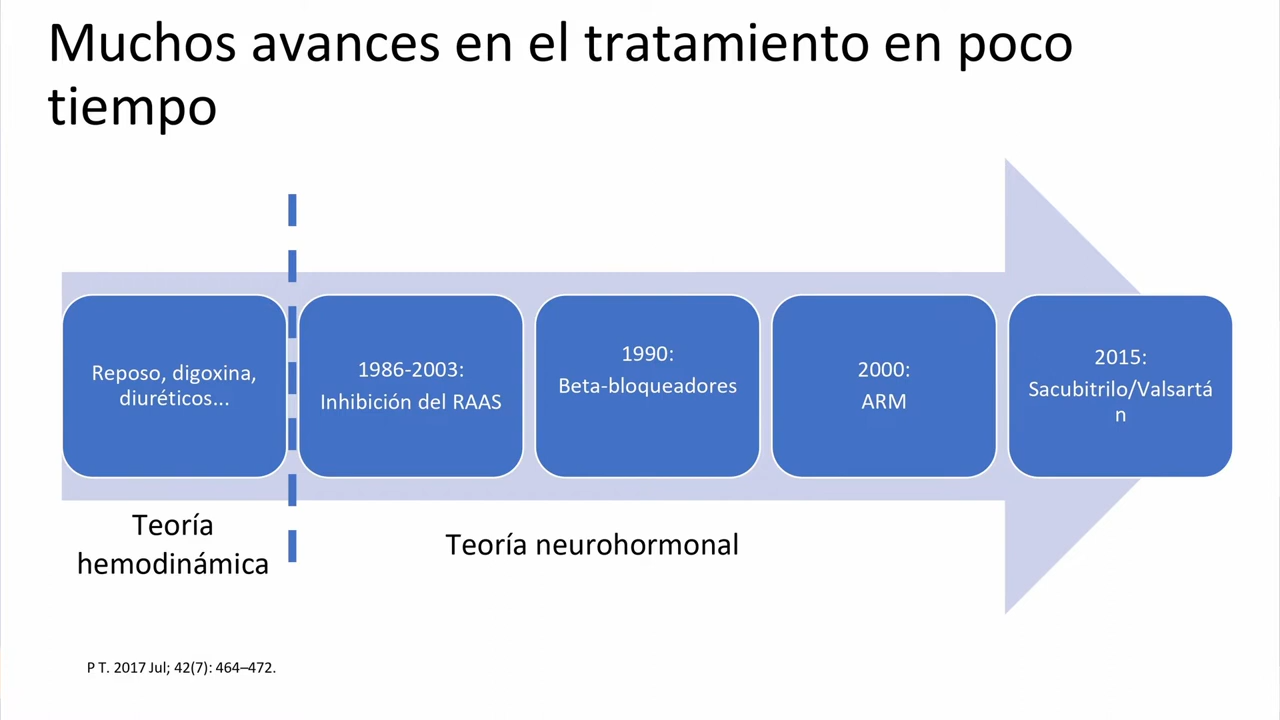 Muchos avances en el tratamiento en poco
tiempo
Reposo, digoxina,
diuréticos...
1986-2003:
Inhibición del RAAS
1990:
Beta-bloqueadores
2000:
ARM
2015:
Sacubitrilo/Valsartá
n
Teoría
hemodinámica
Teoría neurohormonal
P T. 2017 Jul; 42(7): 464–472.